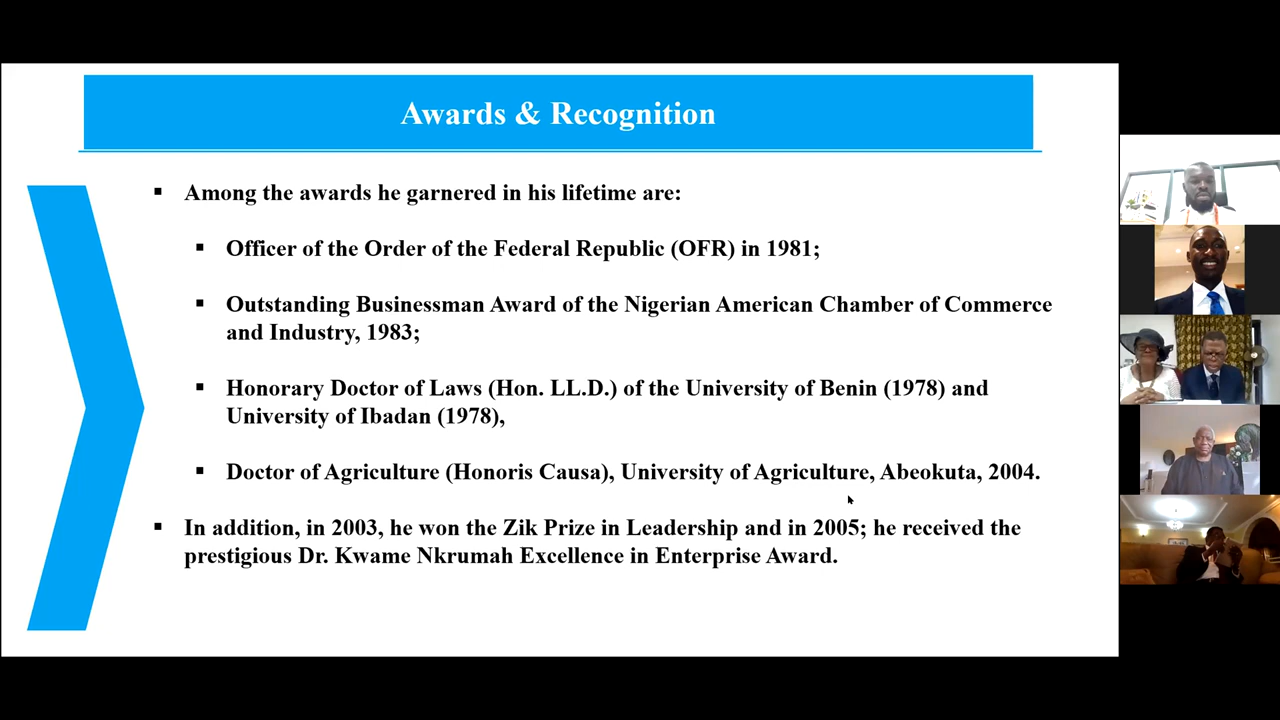 Awards & Recognition
Among the awards he garnered in his lifetime are:
Officer of the Order of the Federal Republic (OFR) in 1981;
Outstanding Businessman Award of the Nigerian American Chamber of Commerce
and Industry, 1983;
Honorary Doctor of Laws (Hon. LL.D.) of the University of Benin (1978) and
University of Ibadan (1978),
Doctor of Agriculture (Honoris Causa), University of Agriculture, Abeokuta, 2004.
In addition, in 2003, he won the Zik Prize in Leadership and in 2005; he received the
prestigious Dr. Kwame Nkrumah Excellence in Enterprise Award.